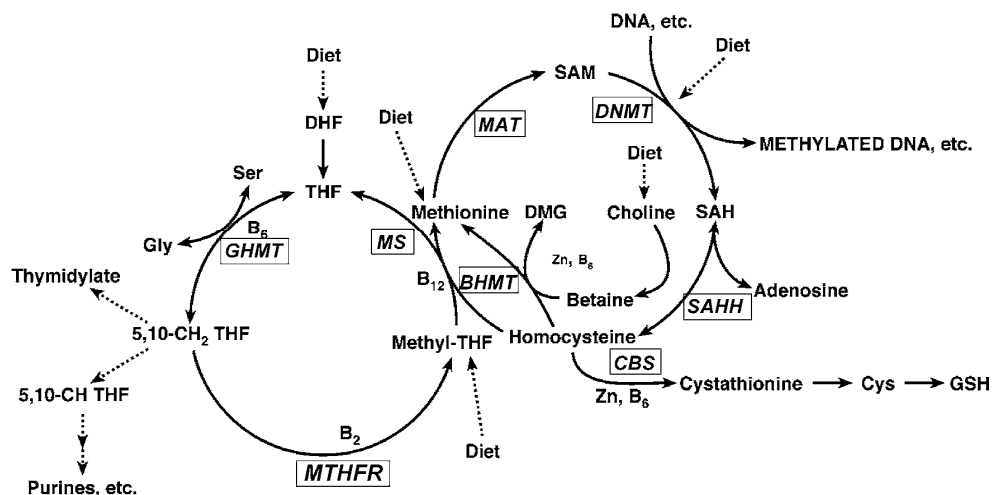 DNA, etc.
Diet
Diet
SAM
DNMT
MAT
DHF
Diet
METHYLATED DNA, etc.
Ser
THF
Diet
Methionine
DMG
Choline
SAH
B6
Gly
GHMT
MS
Zn, B6
Thymidylate
B12
BHMT
Betaine
Adenosine
SAHH
5,10-CH2 THF
Methyl-THF
Homocysteine
CBS
5,10-CH THF
Cystathionine
Cys
GSH
Zn, B6
B2
Diet
MTHFR
Purines, etc.